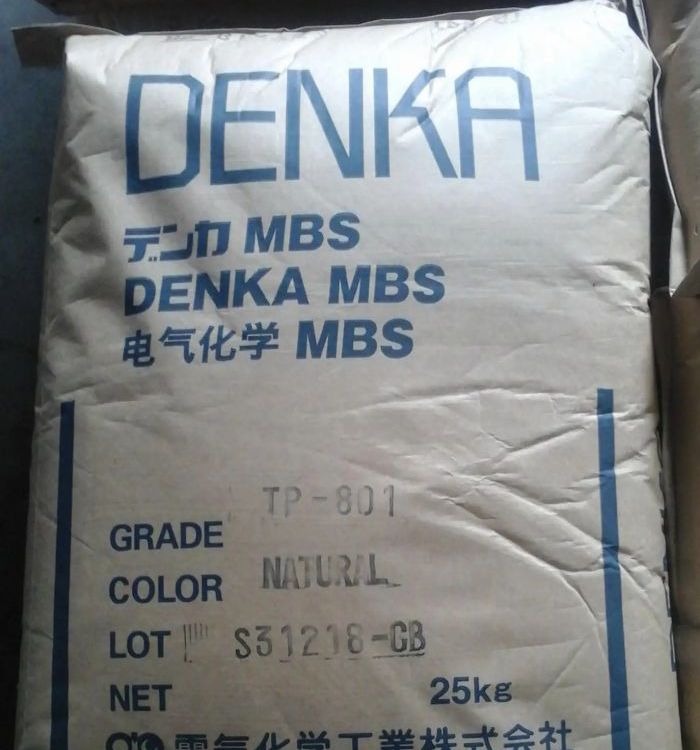 DENKA
デンカ MBS
DENKA MBS
电气化学 MBS
TP-801
GRADE
COLOR NATURAL
LOT S31218-GB
NET 25kg
電気化学工業株式会社